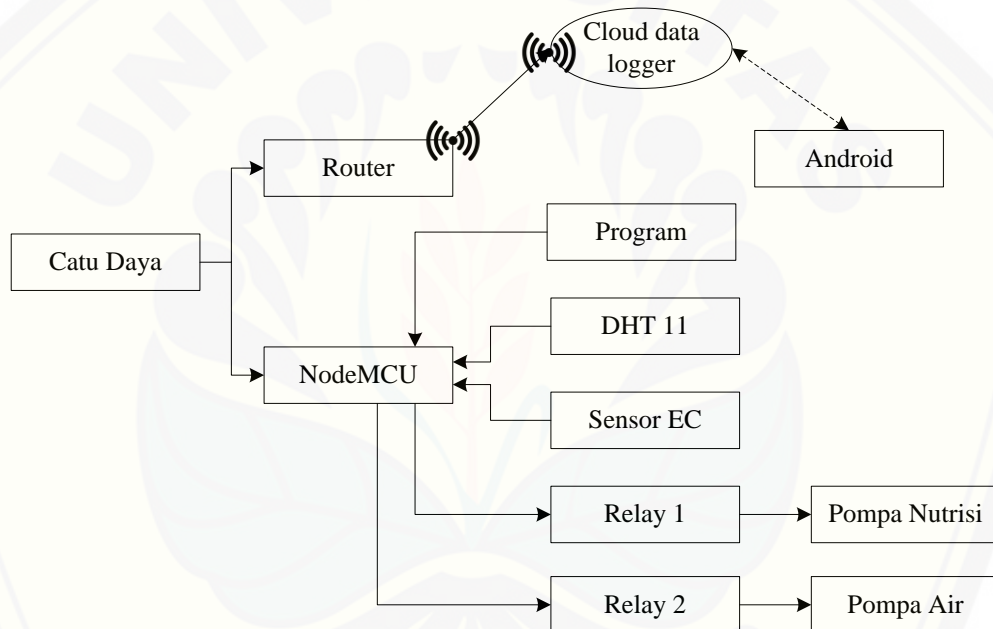 Cloud data
logger
Android
Router
Program
Catu Daya
DHT 11
NodeMCU
Sensor EC
Relay 1
Pompa Nutrisi
Relay 2
Pompa Air